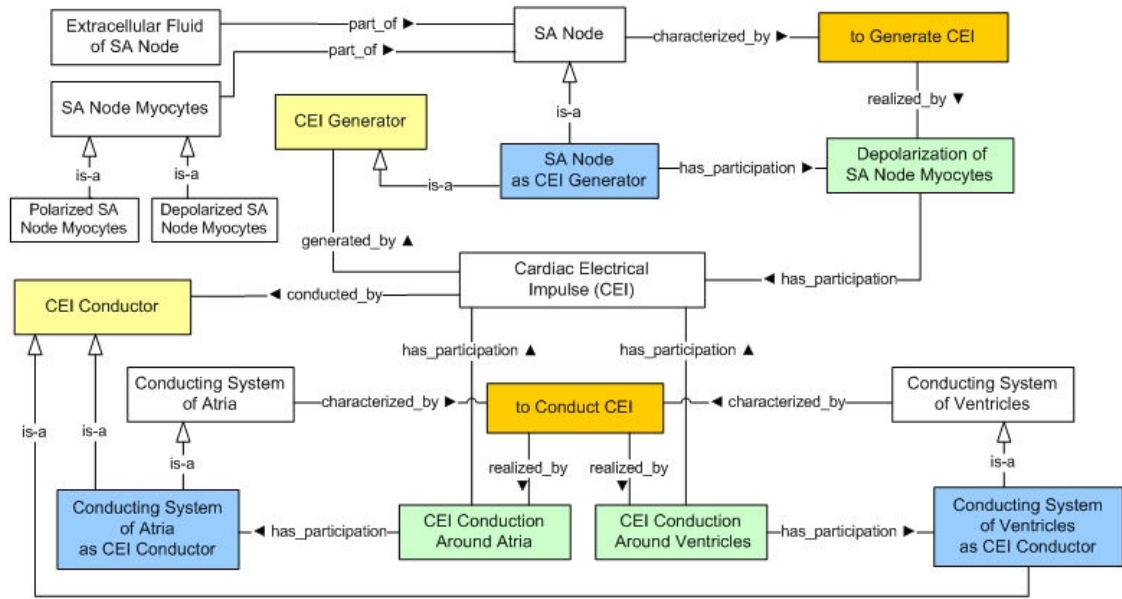 Extracellular Fluid
of SA Node
part_of ►
SA Node
characterized_by ►
to Generate CEI
part_of ►
SA Node Myocytes
is-a
realized_by ▼
CEI Generator
is-a
is-a
SA Node
as CEI Generator
has_participation ►
Depolarization of
SA Node Myocytes
is-a
Polarized SA
Node Myocytes
Depolarized SA
Node Myocytes
generated_by ▲
Cardiac Electrical
Impulse (CEI)
◄ has_participation
CEI Conductor
◄ conducted_by
has_participation ▲
has_participation ▲
Conducting System
of Atria
characterized_by ►
to Conduct CEI
◄ characterized_by
Conducting System
of Ventricles
is-a
is-a
is-a
realized_by
▼
realized_by
▼
is-a
Conducting System
of Atria
as CEI Conductor
◄ has_participation
CEI Conduction
Around Atria
CEI Conduction
Around Ventricles
has_participation ►
Conducting System
of Ventricles
as CEI Conductor